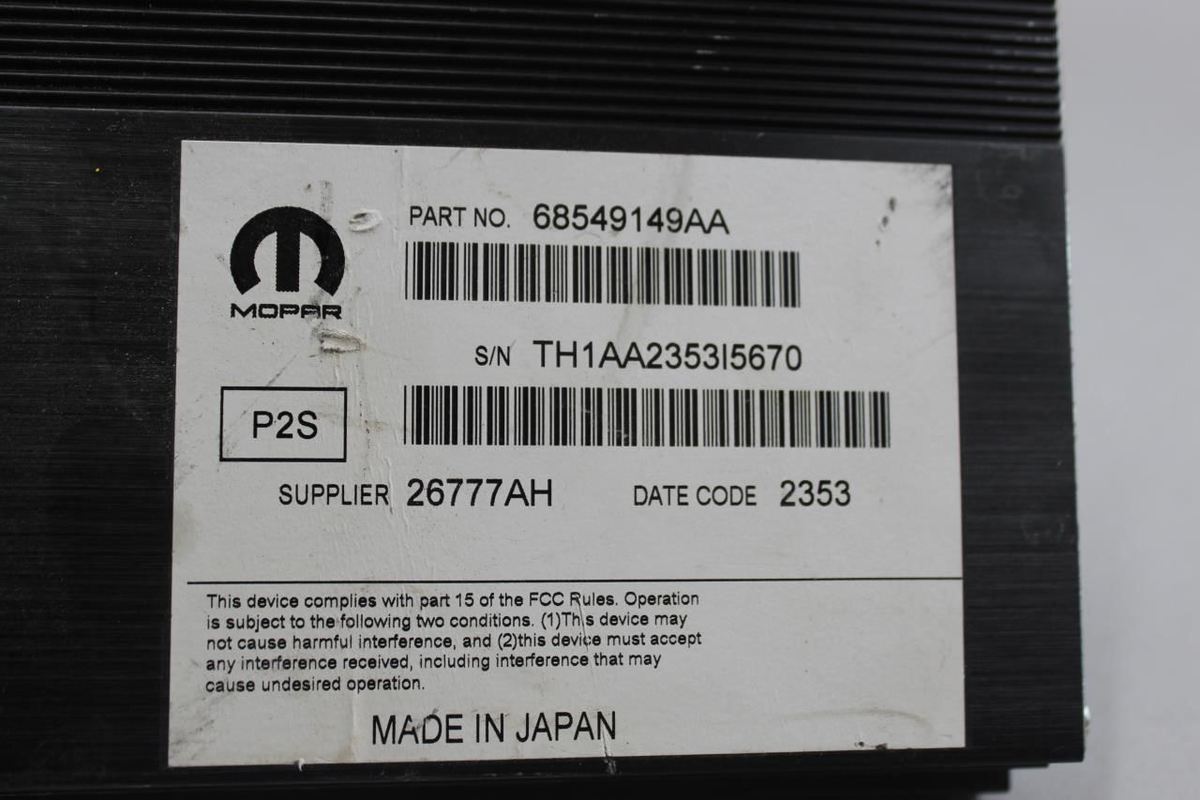 PART NO. 68549149AA
MOPAR
S/N TH1AA2353I5670
P2S
SUPPLIER 26777AH DATE CODE 2353
This device complies with part 15 of the FCC Rules. Operation
is subject to the following two conditions. (1)This device may
not cause harmful interference, and (2)this device must accept
any interference received, including interference that may
cause undesired operation.
MADE IN JAPAN